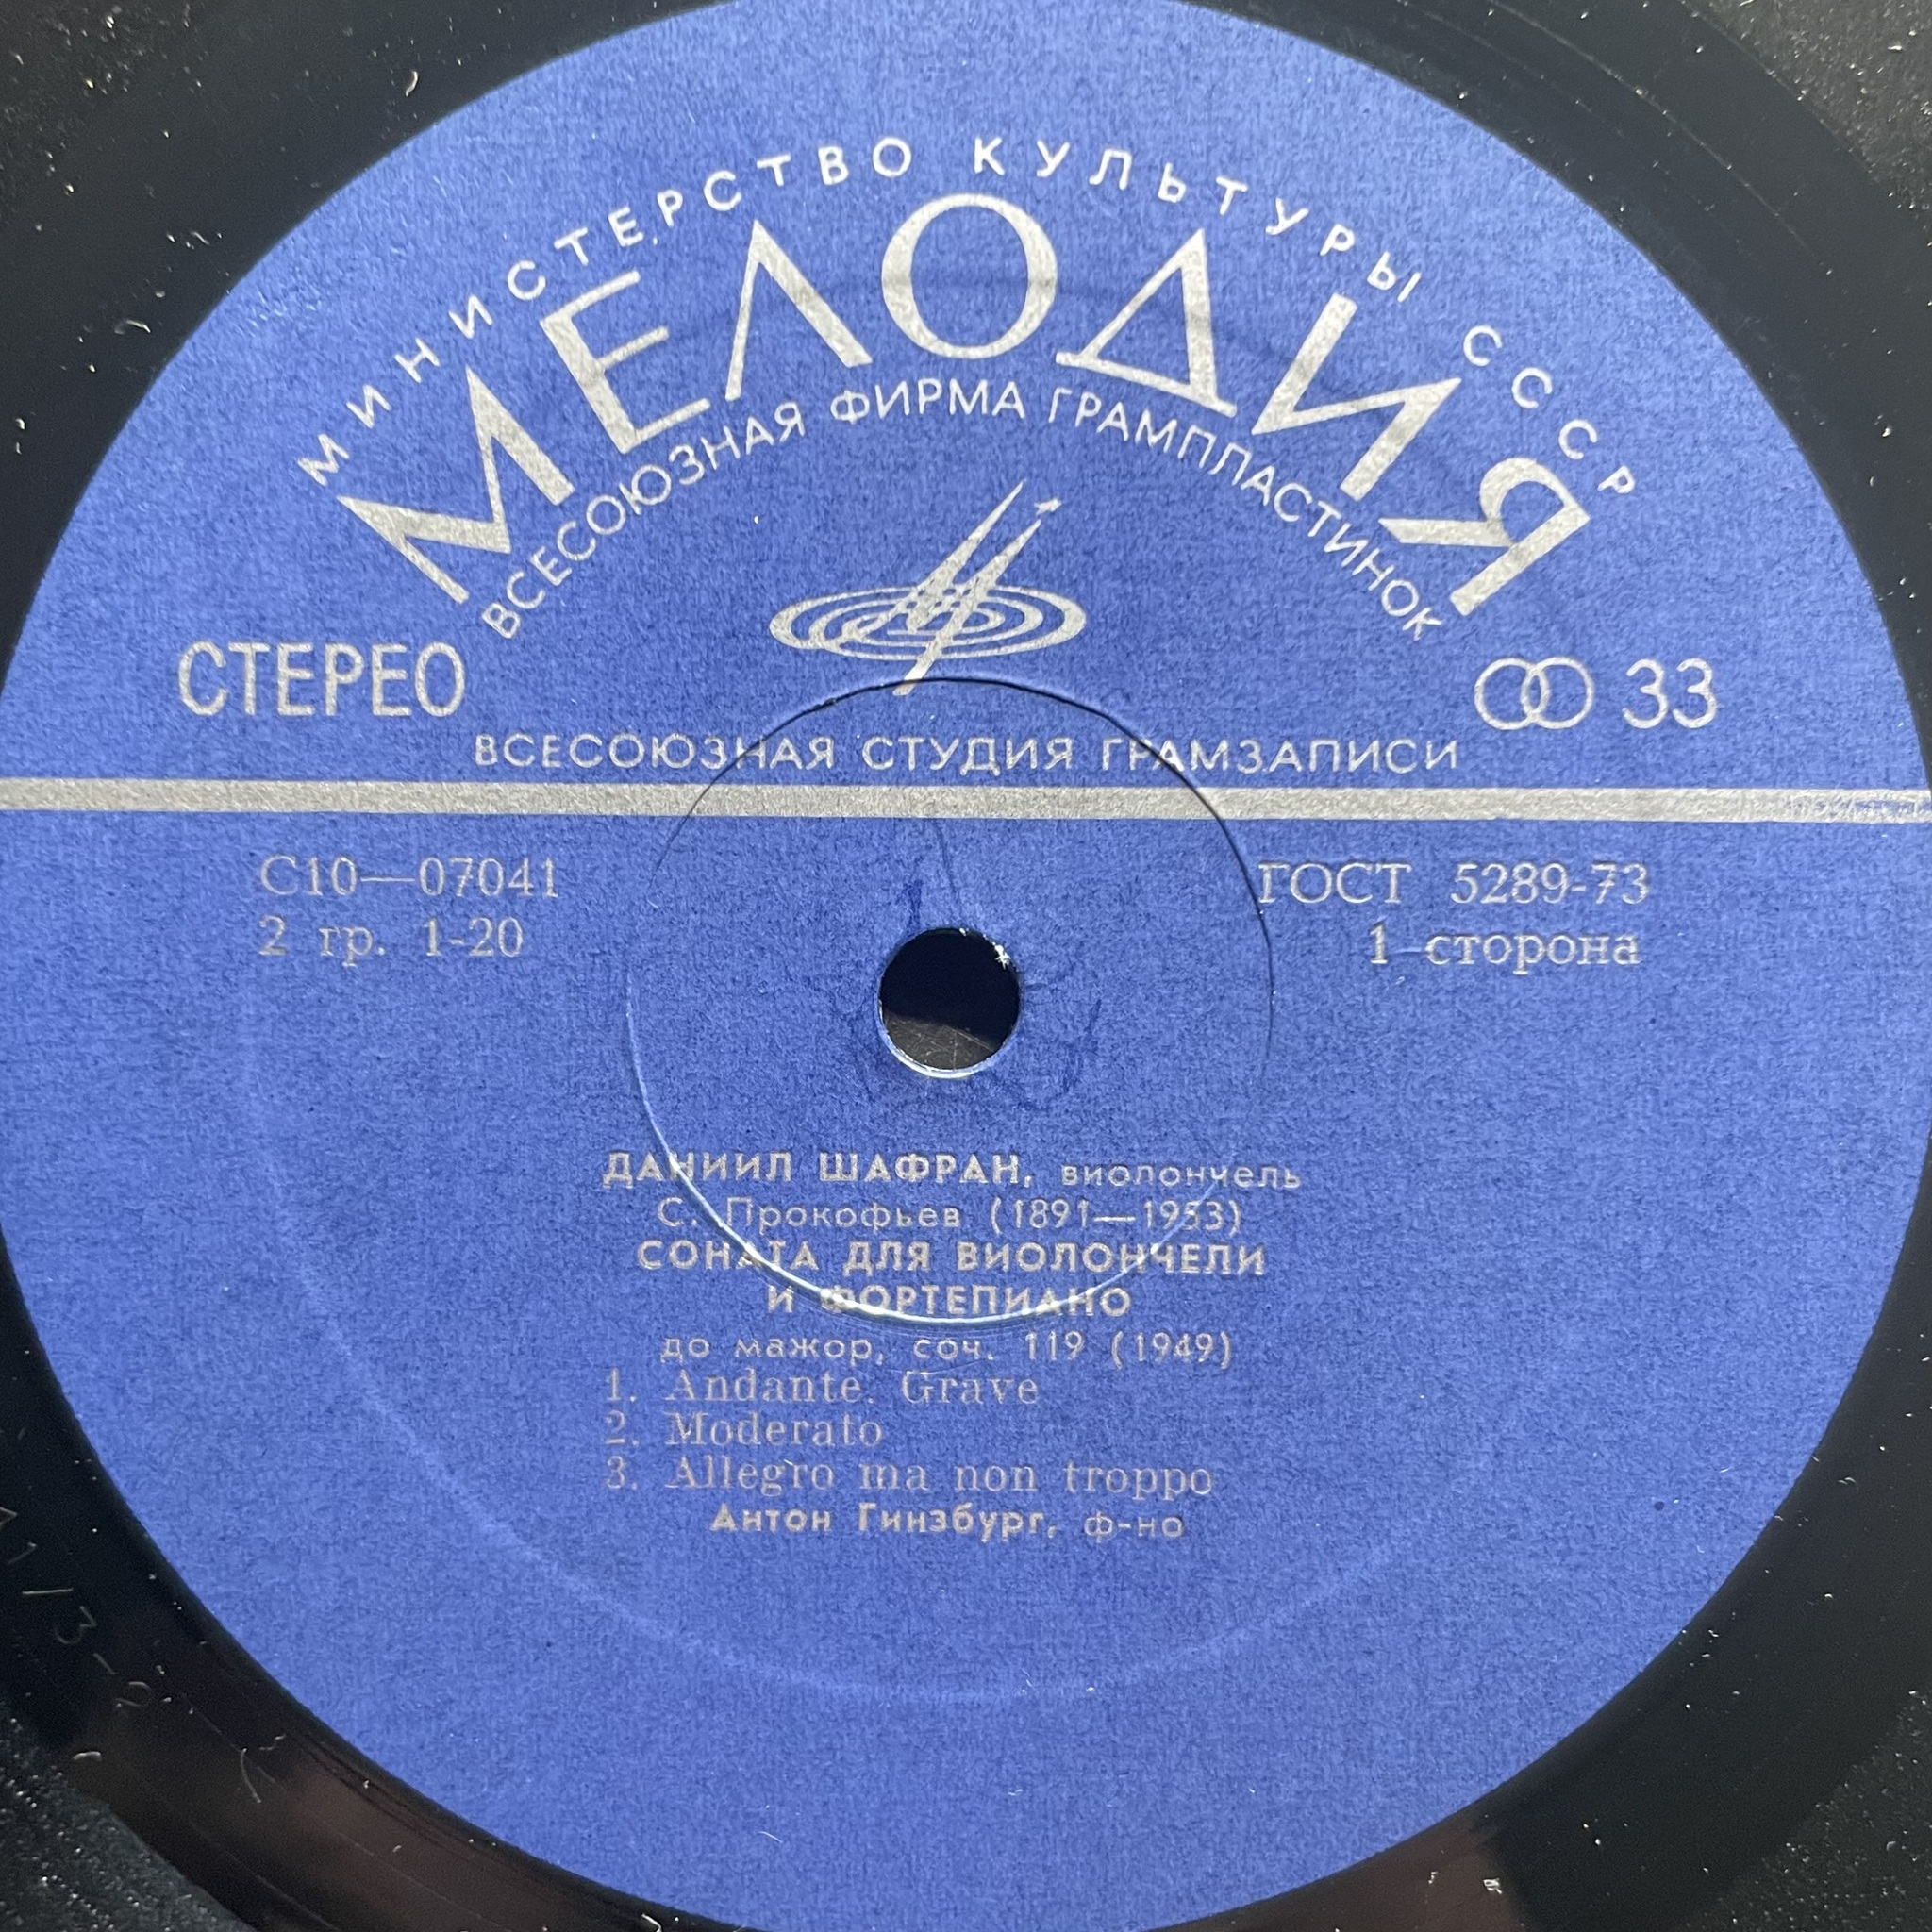 МИНИСТЕРСТВО КУЛЬТУРЫ СССР
МЕЛОДИЯ
ВСЕСОЮЗНАЯ ФИРМА ГРАМПЛАСТИНОК
СТЕРЕО
33
ВСЕСОЮЗНАЯ СТУДИЯ ГРАМЗАПИСИ
С10—07041
ГОСТ 5289-73
2 гр. 1-20
1 сторона
ДАНИИЛ ШАФРАН, виолончель
С. Прокофьев (1891—1953)
СОНАТА ДЛЯ ВИОЛОНЧЕЛИ
И ФОРТЕПИАНО
до мажор, соч. 119 (1949)
1. Andante. Grave
2. Moderato
3. Allegro ma non troppo
Антон Гинзбург, ф-но